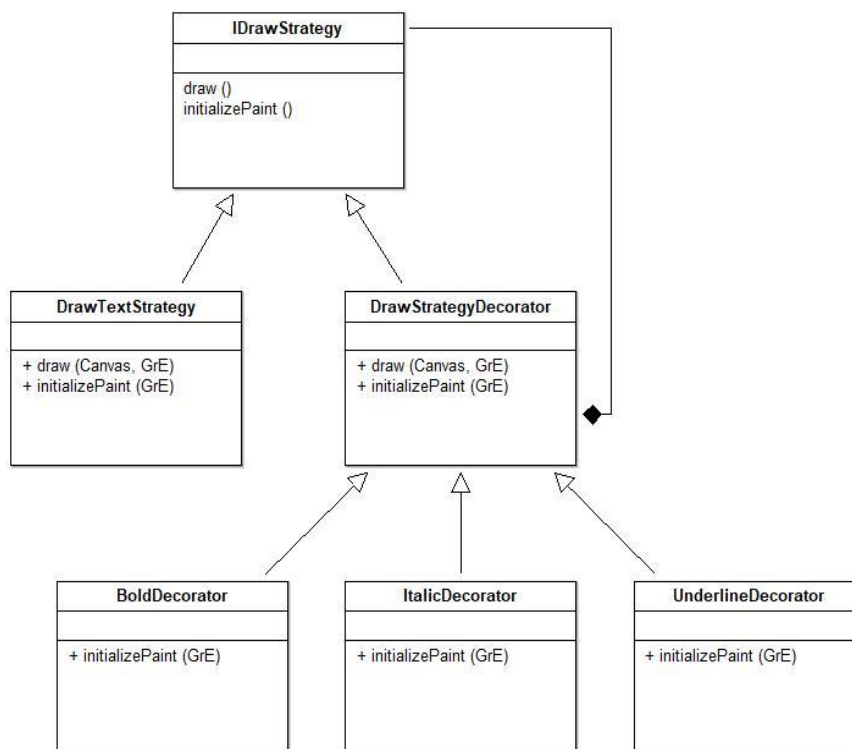 IDrawStrategy
draw ()
initializePaint ()
DrawTextStrategy
+ draw (Canvas, GrE)
+ initializePaint (GrE)
DrawStrategyDecorator
+ draw (Canvas, GrE)
+ initializePaint (GrE)
BoldDecorator
+ initializePaint (GrE)
ItalicDecorator
+ initializePaint (GrE)
UnderlineDecorator
+ initializePaint (GrE)